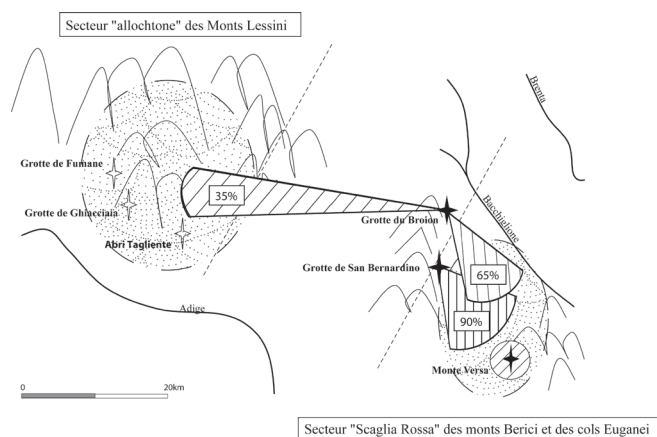 Secteur "allochtone" des Monts Lessini
Brenta
Grotte de Fumane
35%
Grotte de Ghiacciaia
Bacchiglione
Grotte du Broion
Abri Tagliente
Grotte de San Bernardino
65%
Adige
90%
Monte Versa
0 20km
Secteur "Scaglia Rossa" des monts Berici et des cols Euganei